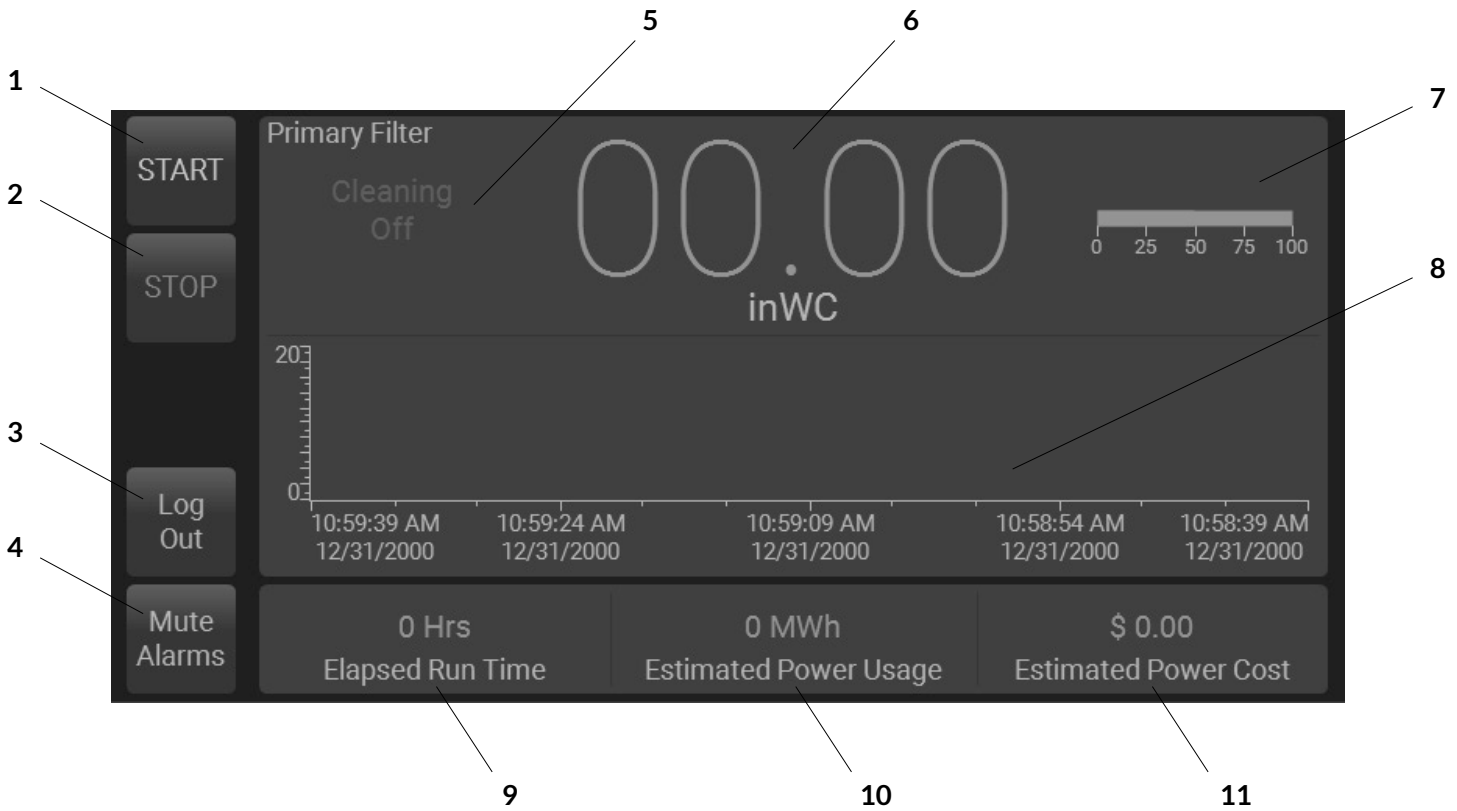 5
6
1
7
START
Primary Filter
00.00
Cleaning
Off
2
0 25 50 75 100
8
STOP
inWC
20
3
0
Log
Out
10:59:39 AM 10:59:24 AM 10:59:09 AM 10:58:54 AM 10:58:39 AM
12/31/2000 12/31/2000 12/31/2000 12/31/2000 12/31/2000
4
Mute
Alarms
0 Hrs 0 MWh $ 0.00
Elapsed Run Time Estimated Power Usage Estimated Power Cost
9 10 11